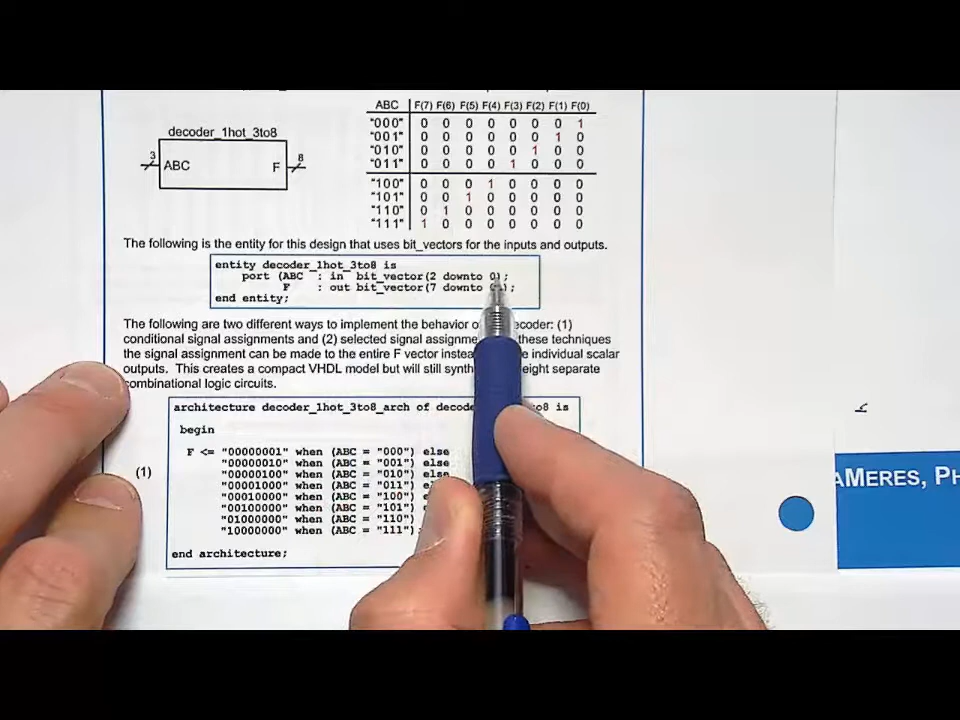 ABC F(7) F(6) F(5) F(4) F(3) F(2) F(1) F(0)
"000" 0 0 0 0 0 0 0 1
"001" 0 0 0 0 0 0 1 0
"010" 0 0 0 0 0 1 0 0
"011" 0 0 0 0 1 0 0 0
"100" 0 0 0 1 0 0 0 0
"101" 0 0 1 0 0 0 0 0
"110" 0 1 0 0 0 0 0 0
"111" 1 0 0 0 0 0 0 0
decoder_1hot_3to8
3 ABC F 8
The following is the entity for this design that uses bit_vectors for the inputs and outputs.
entity decoder_1hot_3to8 is
port (ABC : in bit_vector(2 downto 0);
F : out bit_vector(7 downto
end entity;
The following are two different ways to implement the behavior decoder: (1)
conditional signal assignments and (2) selected signal these techniques
the signal assignment can be made to the entire F vector individual scalar
outputs. This creates a compact VHDL model but will still eight separate
combinational logic circuits.
architecture decoder_1hot_3to8_arch of is
begin
(1)
F <= "00000001" when (ABC = "000") else
"00000010" when (ABC = "001") else
"00000100" when (ABC = "010") else
"00001000" when (ABC = "011")
"00010000" when (ABC = "100")
"00100000" when (ABC = "101")
"01000000" when (ABC = "110")
"10000000" when (ABC = "111")
end architecture;
AMERES, PH